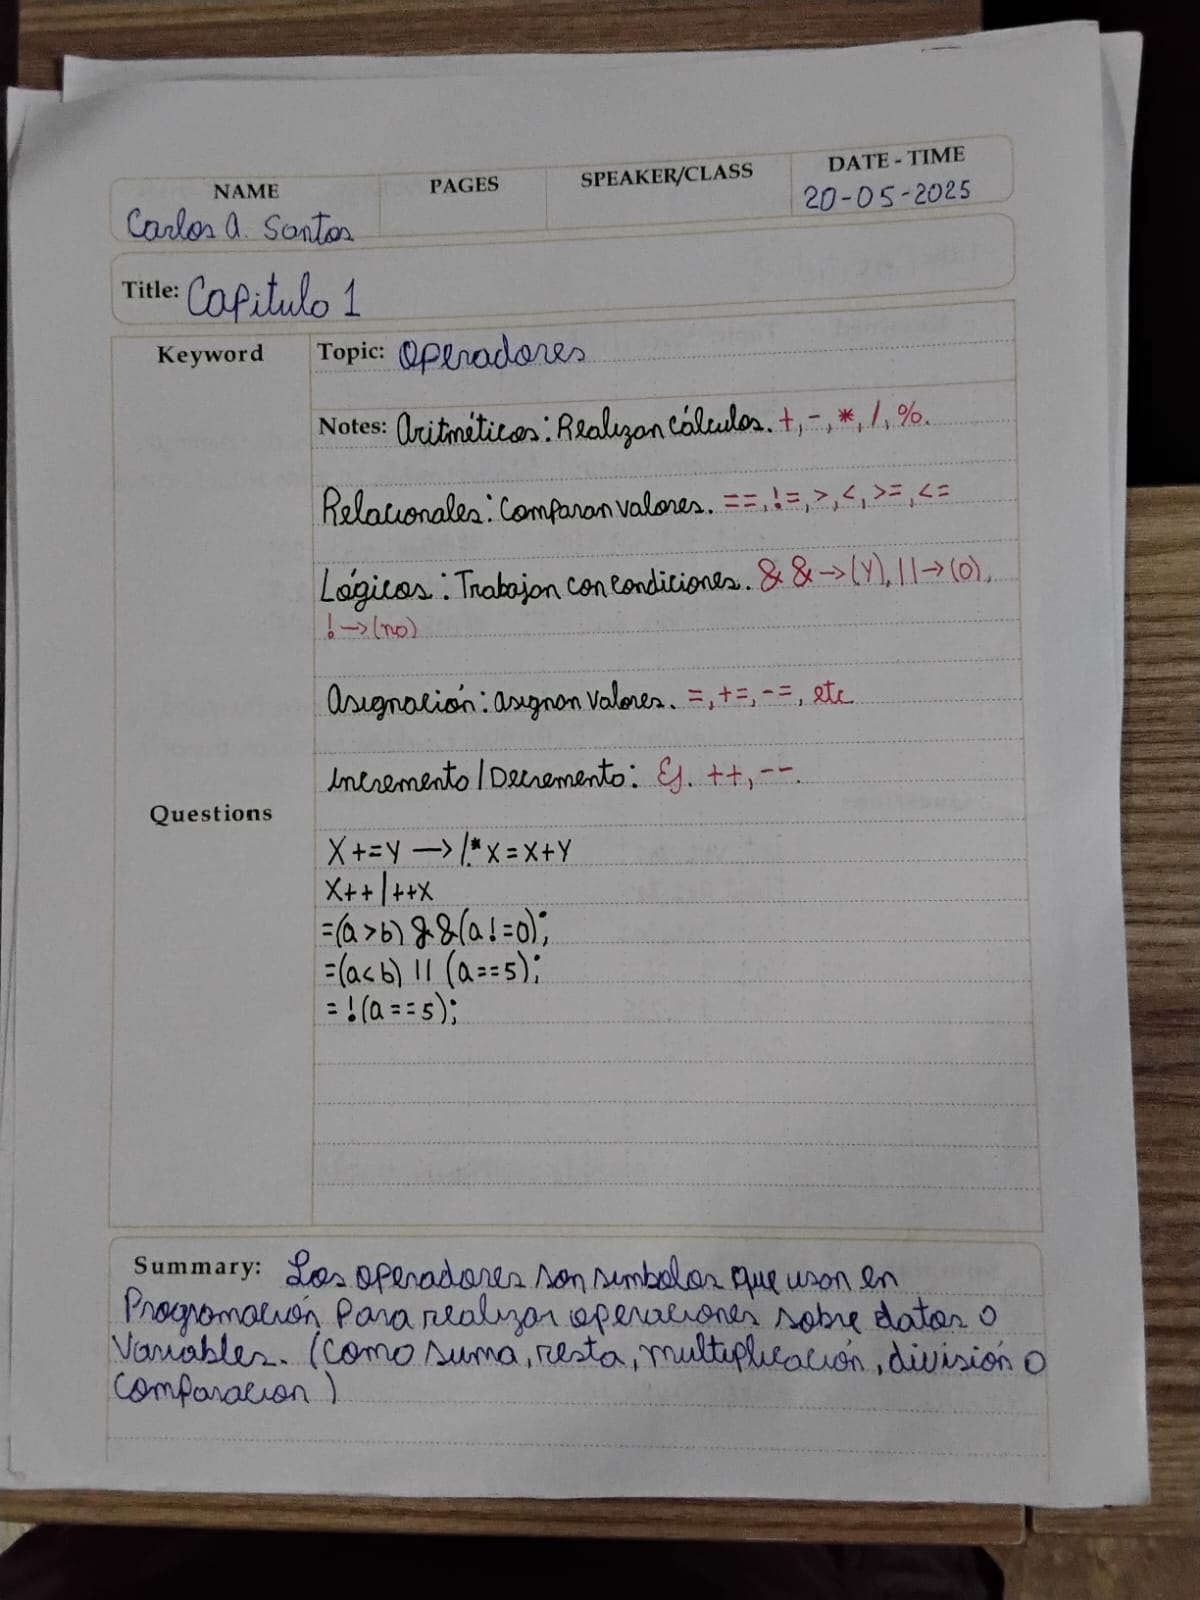 NAME PAGES SPEAKER/CLASS DATE - TIME
Carlos A. Santos 20-05-2025
Title: Capitulo 1
Keyword Topic: Operadores
Notes: Aritméticos: Realizan cálculos. +, -, *, /, %.
Relacionales: Comparan valores. ==, !=, >, <, >=, <=
Lógicos: Trabajan con condiciones. && → (Y), || → (O),
! → (no)
Asignación: asignan valores. =, +=, -=, etc
Incremento/Decremento: Ej. ++, --.
Questions
X+=Y —> /* X=X+Y
X++/++X
=(a>b) &&(a!=0);
=(a<b) || (a==5);
=!(a==5);
Summary: Los operadores son simbolos que usan en
Programación Para realizar operaciones sobre datos o
Variables. (Como suma, resta, multiplicación, división o
Comparacion)